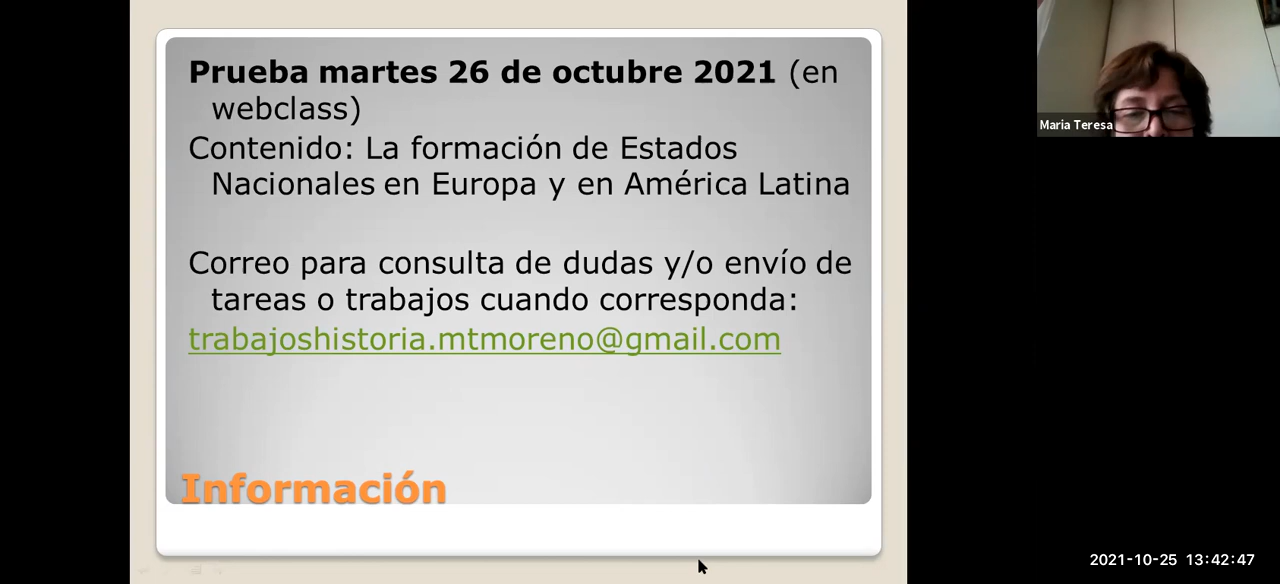 Prueba martes 26 de octubre 2021 (en
webclass)
Contenido: La formación de Estados
Nacionales en Europa y en América Latina
Correo para consulta de dudas y/o envío de
tareas o trabajos cuando corresponda:
trabajoshistoria.mtmoreno@gmail.com
Información
Maria Teresa
2021-10-25 13:42:47